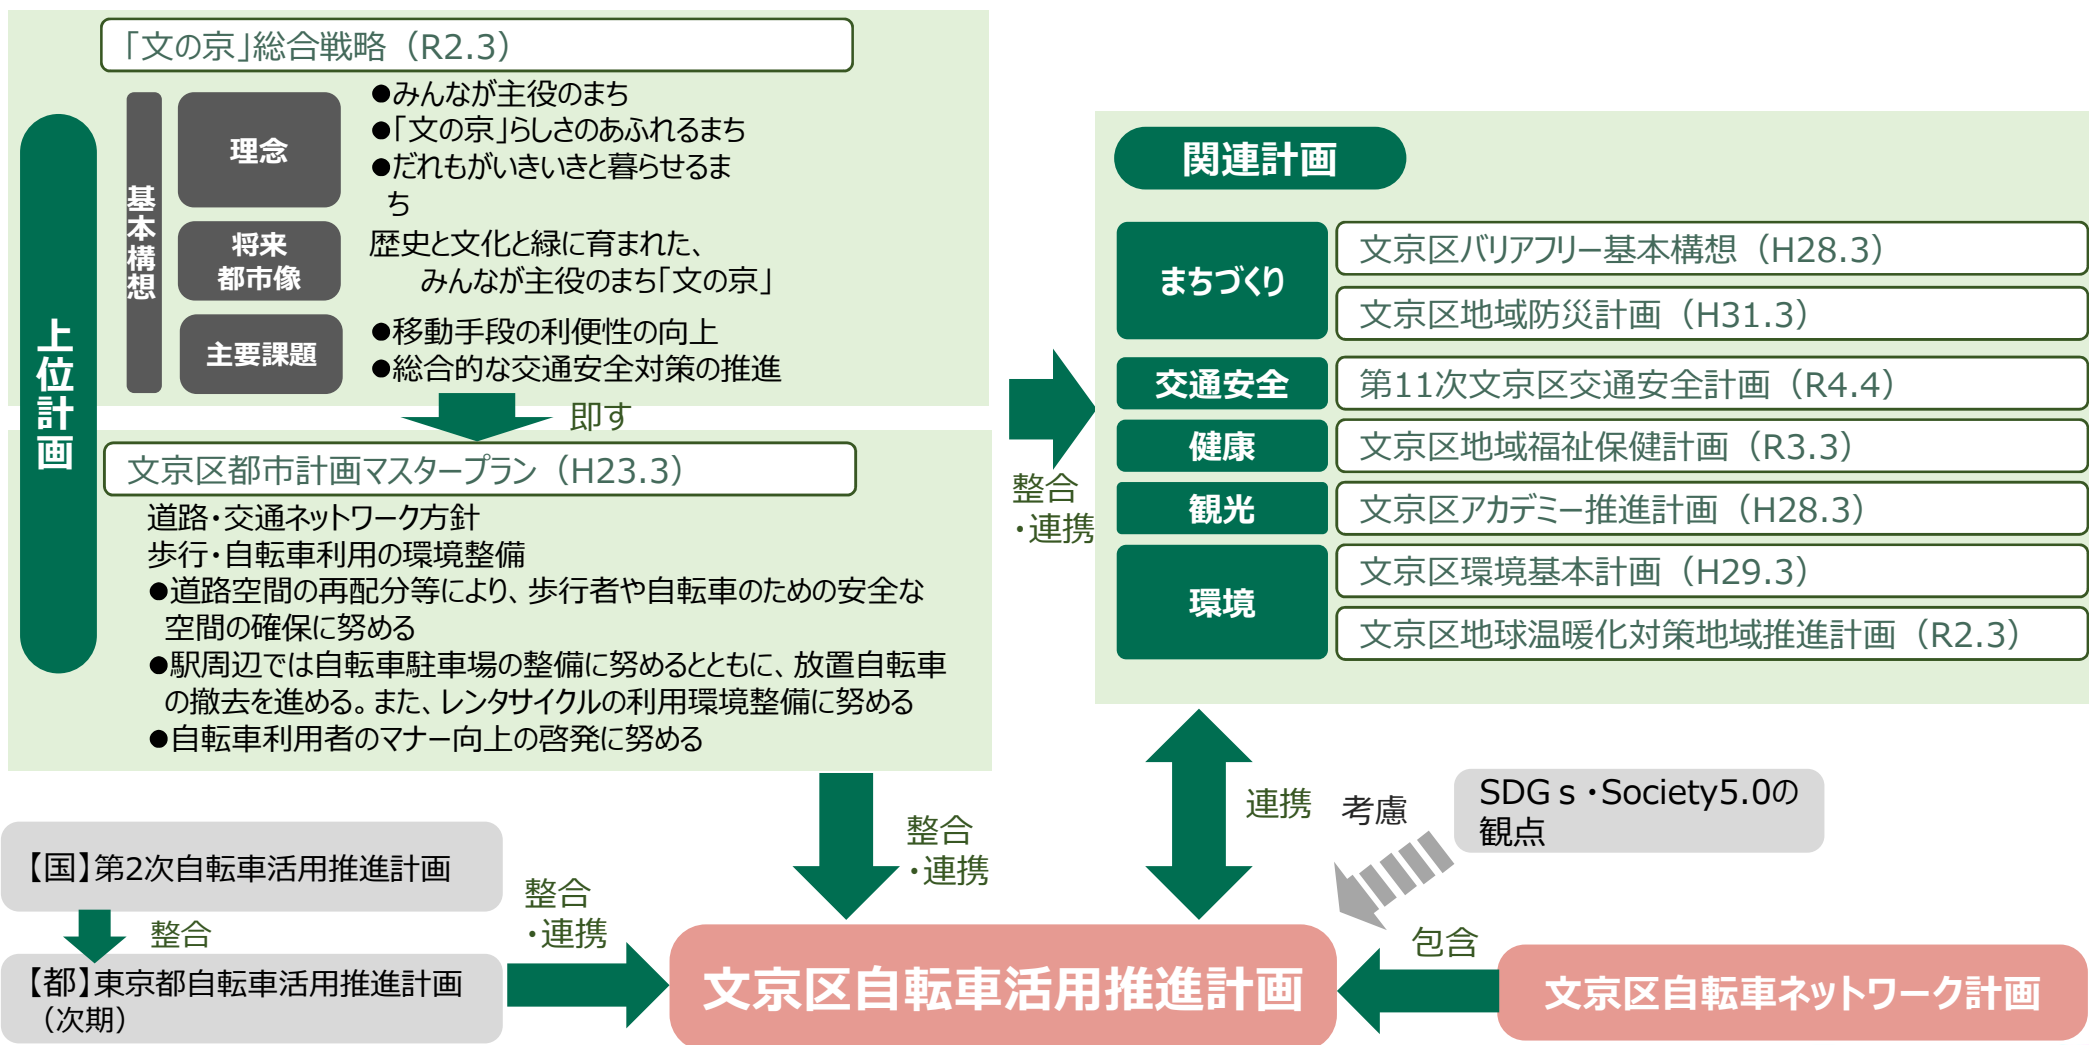 「文の京」総合戦略（R2.3）
上位計画
基本構想
理念
●みんなが主役のまち
●「文の京」らしさのあふれるまち
●だれもがいきいきと暮らせるま
ち
将来
都市像
歴史と文化と緑に育まれた、
みんなが主役のまち「文の京」
主要課題
●移動手段の利便性の向上
●総合的な交通安全対策の推進
即す
文京区都市計画マスタープラン（H23.3）
道路・交通ネットワーク方針
歩行・自転車利用の環境整備
●道路空間の再配分等により、歩行者や自転車のための安全な
空間の確保に努める
●駅周辺では自転車駐車場の整備に努めるとともに、放置自転車
の撤去を進める。また、レンタサイクルの利用環境整備に努める
●自転車利用者のマナー向上の啓発に努める
整合
・連携
関連計画
まちづくり
文京区バリアフリー基本構想（H28.3）
文京区地域防災計画（H31.3）
交通安全
第11次文京区交通安全計画（R4.4）
健康
文京区地域福祉保健計画（R3.3）
観光
文京区アカデミー推進計画（H28.3）
環境
文京区環境基本計画（H29.3）
文京区地球温暖化対策地域推進計画（R2.3）
整合
・連携
連携
考慮
SDGｓ・Society5.0の
観点
【国】第2次自転車活用推進計画
整合
【都】東京都自転車活用推進計画
（次期）
整合
・連携
文京区自転車活用推進計画
包含
文京区自転車ネットワーク計画